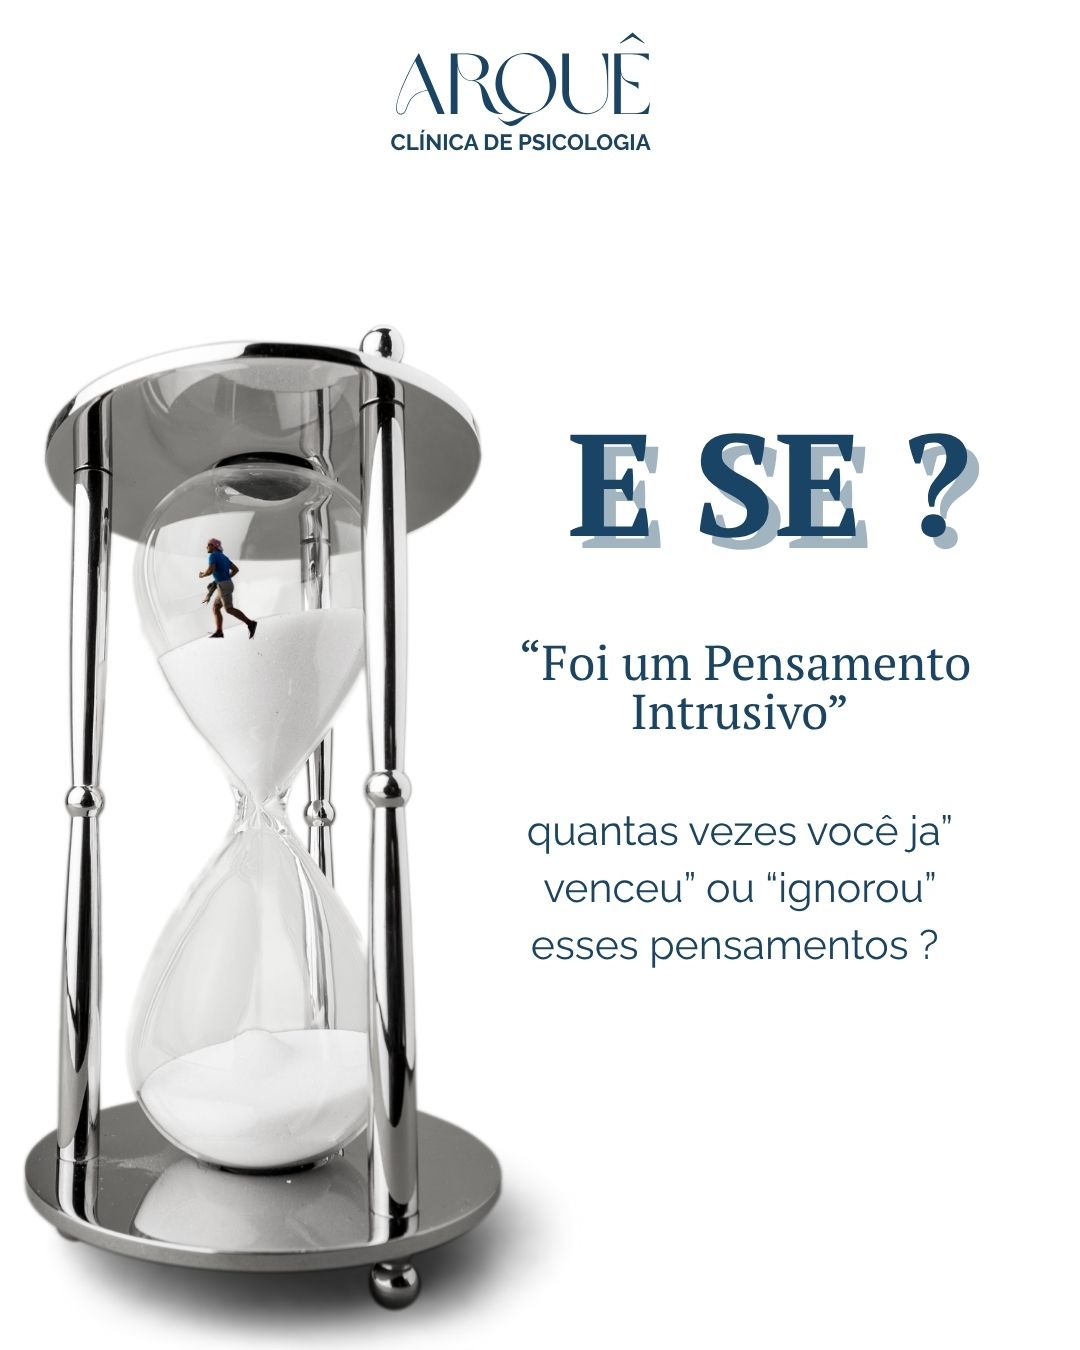 ARQUÊ
CLÍNICA DE PSICOLOGIA
E SE ?
“Foi um Pensamento
Intrusivo”
quantas vezes você ja”
venceu” ou “ignorou”
esses pensamentos ?